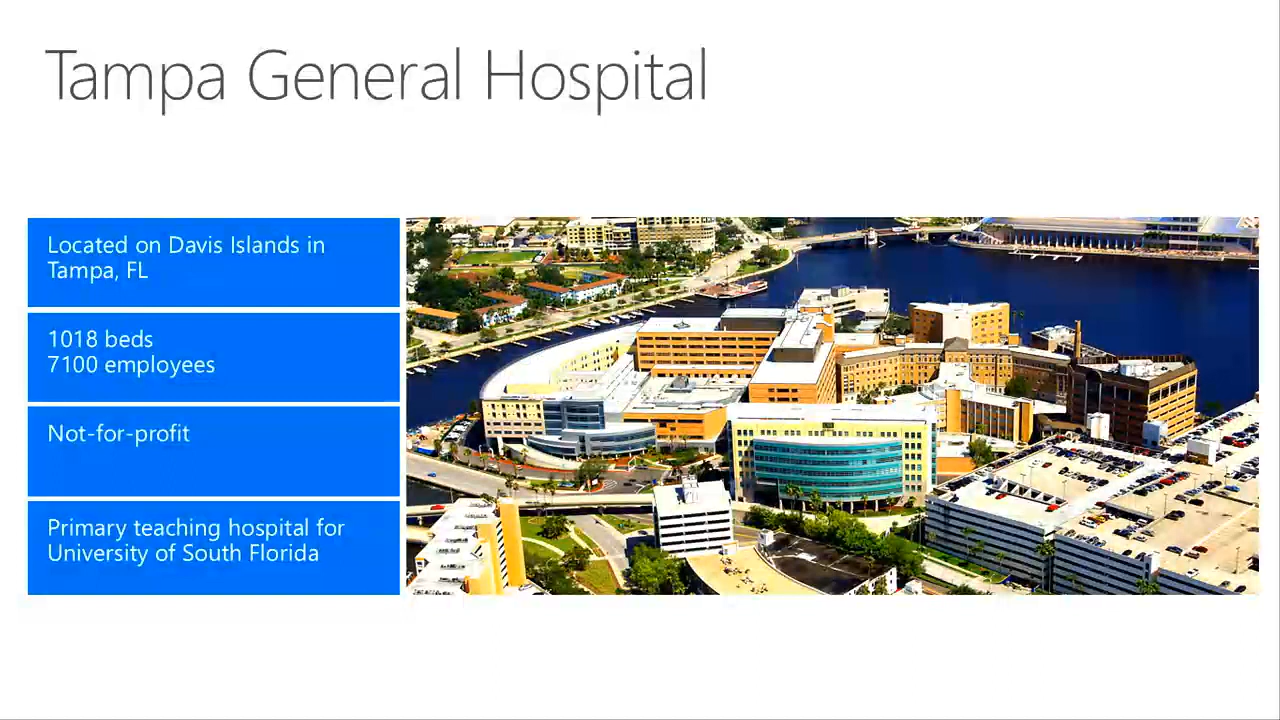 Tampa General Hospital
Located on Davis Islands in
Tampa, FL
1018 beds
7100 employees
Not-for-profit
Primary teaching hospital for
University of South Florida